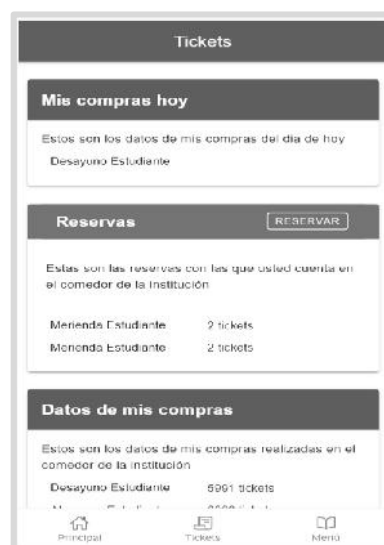 Tickets
Mis compras hoy
Estos son los datos de mis compras del día de hoy
Desayuno Estudiante
Reservas RESERVAR
Estas son las reservas con las que usted cuenta en
el comedor de la institución
Merienda Estudiante 2 tickets
Merienda Estudiante 2 tickets
Datos de mis compras
Estos son los datos de mis compras realizadas en el
comedor de la institución
Desayuno Estudiante 5991 tickets
Principal Tickets Menú